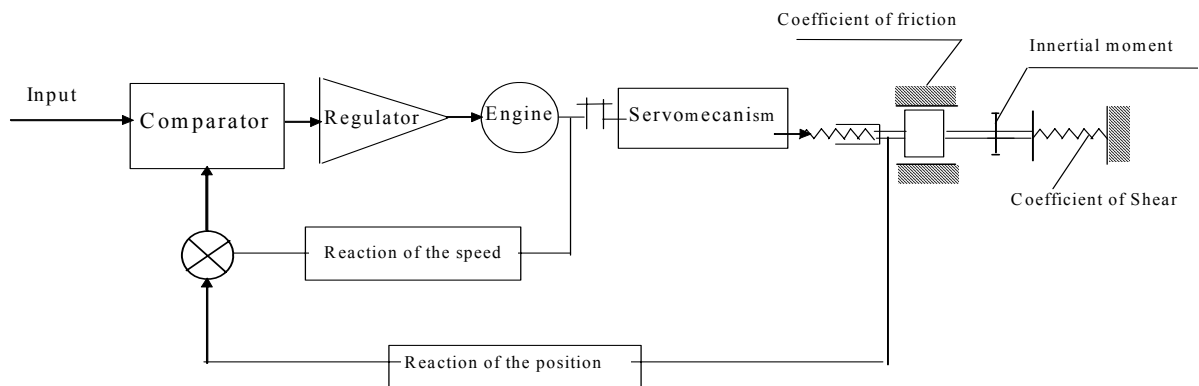 Coefficient of friction
Innertial moment
Input
Comparator
Regulator
Engine
Servomecanism
Coefficient of Shear
Reaction of the speed
Reaction of the position